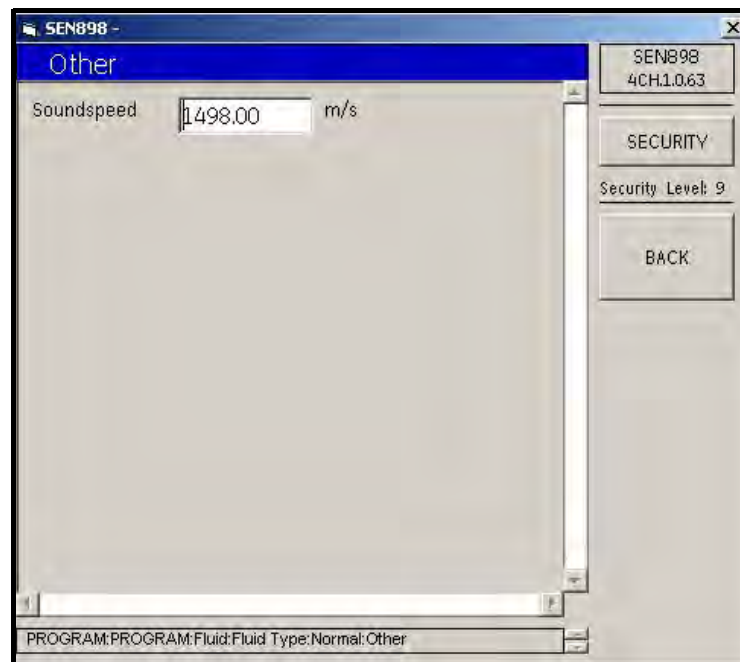 SEN898 -
Other
Soundspeed 1498.00 m/s
SEN898
4CH.1.0.63
SECURITY
Security Level: 9
BACK
PROGRAM:PROGRAM:Fluid:Fluid Type:Normal:Other